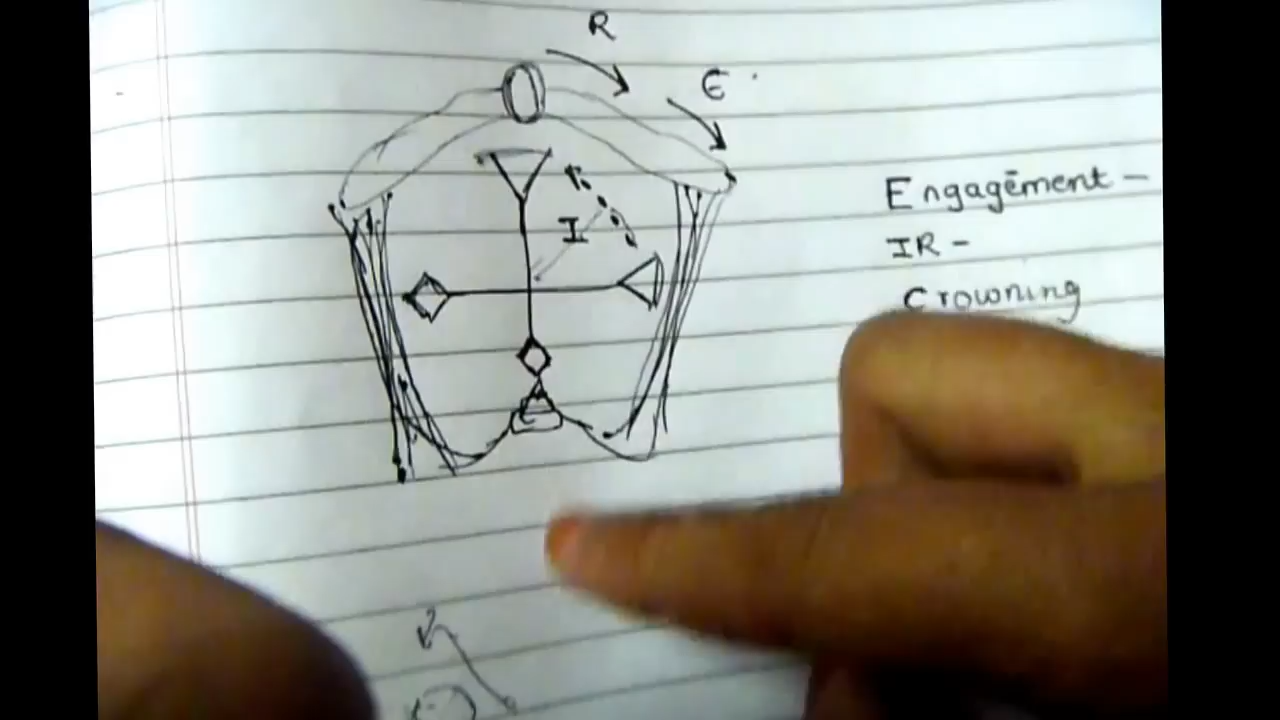 R
E
I
Engagement -
IR -
Crowning